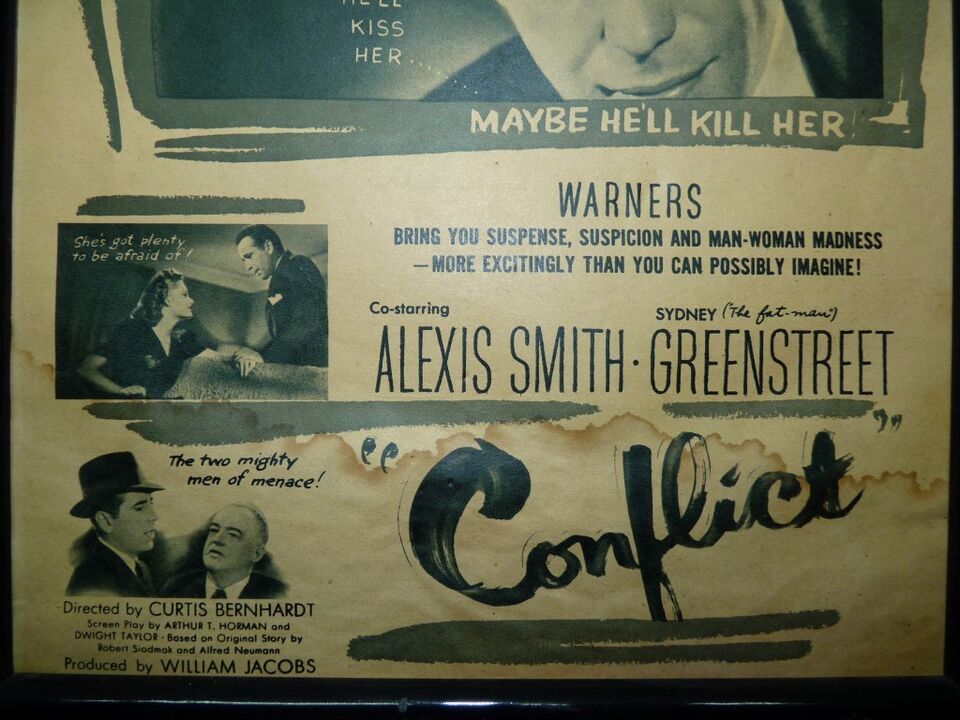 HE'LL
KISS
HER....
MAYBE HE'LL KILL HER!
WARNERS
BRING YOU SUSPENSE, SUSPICION AND MAN-WOMAN MADNESS
—MORE EXCITINGLY THAN YOU CAN POSSIBLY IMAGINE!
She's got plenty
to be afraid of!
Co-starring
SYDNEY ("The fat-man")
ALEXIS SMITH · GREENSTREET
The two mighty
men of menace!
"Conflict"
Directed by CURTIS BERNHARDT
Screen Play by ARTHUR T. HORMAN and
DWIGHT TAYLOR · Based on Original Story by
Robert Siodmak and Alfred Neumann
Produced by WILLIAM JACOBS